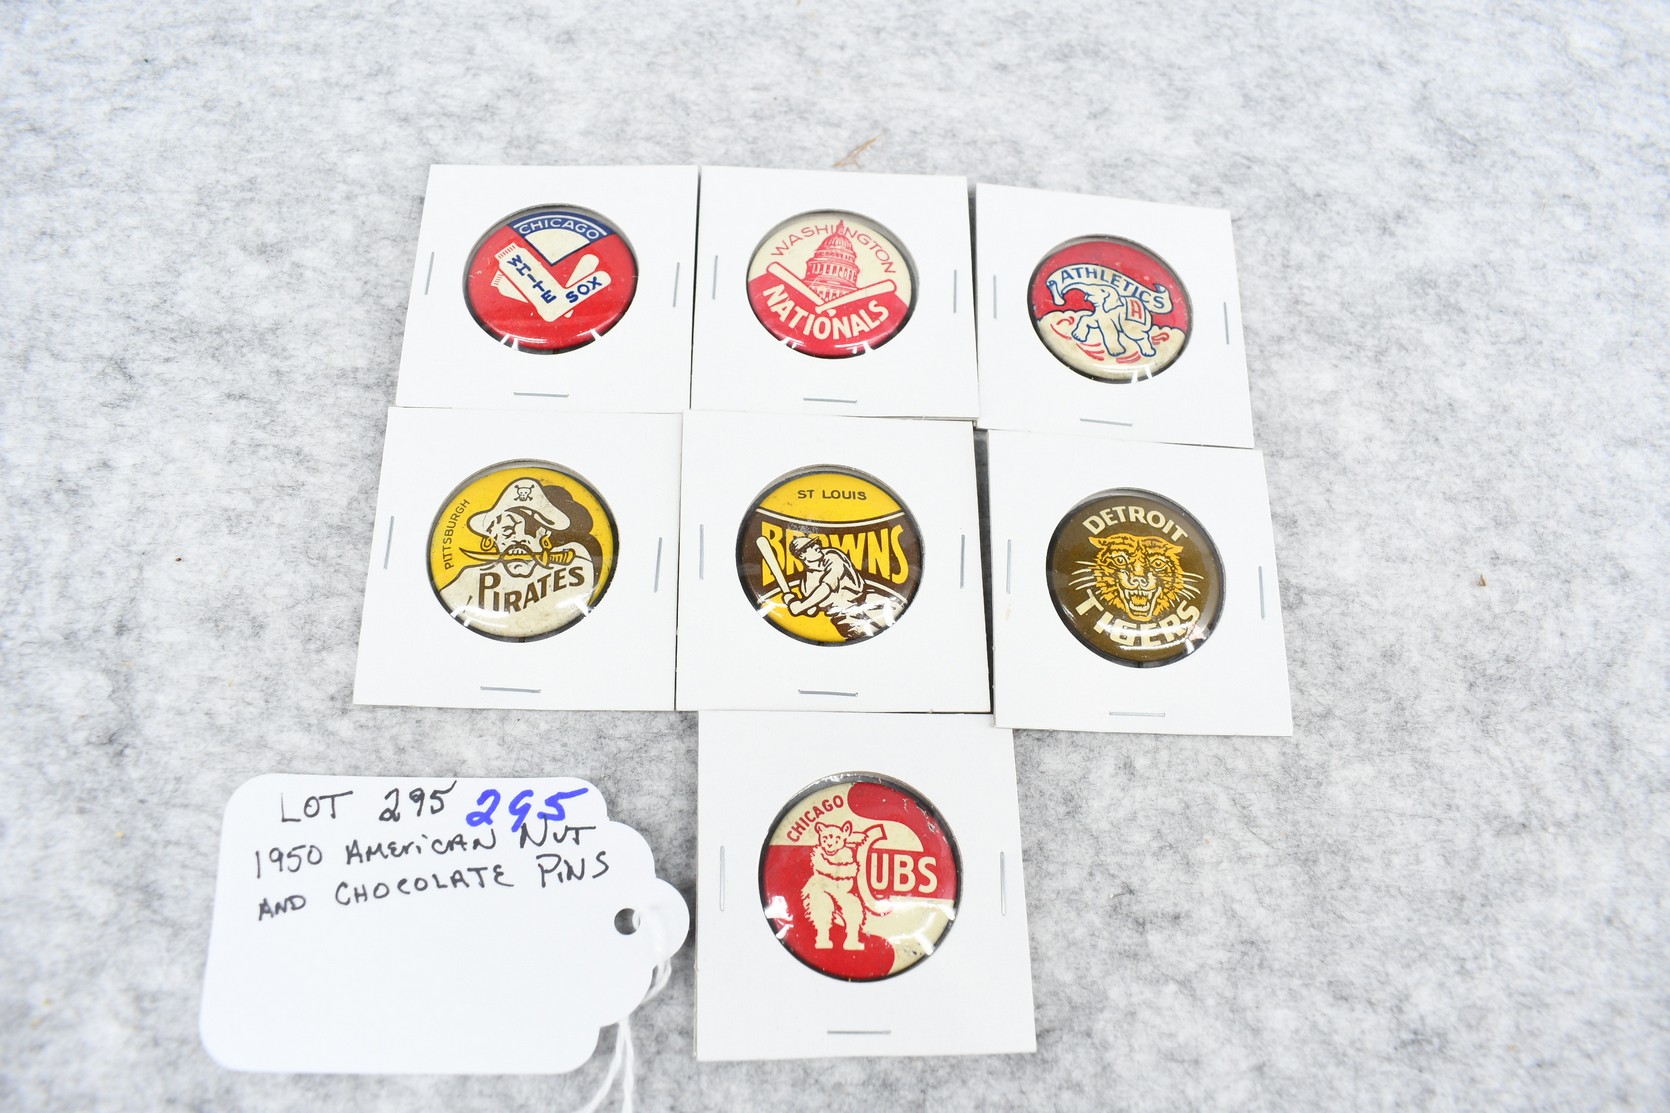 CHICAGO
WHITE SOX
WASHINGTON
NATIONALS
ATHLETICS
A
PITTSBURGH
PIRATES
ST LOUIS
BROWNS
DETROIT
TIGERS
CHICAGO
CUBS
LOT 295 295
1950 AMERICAN NUT
AND CHOCOLATE PINS